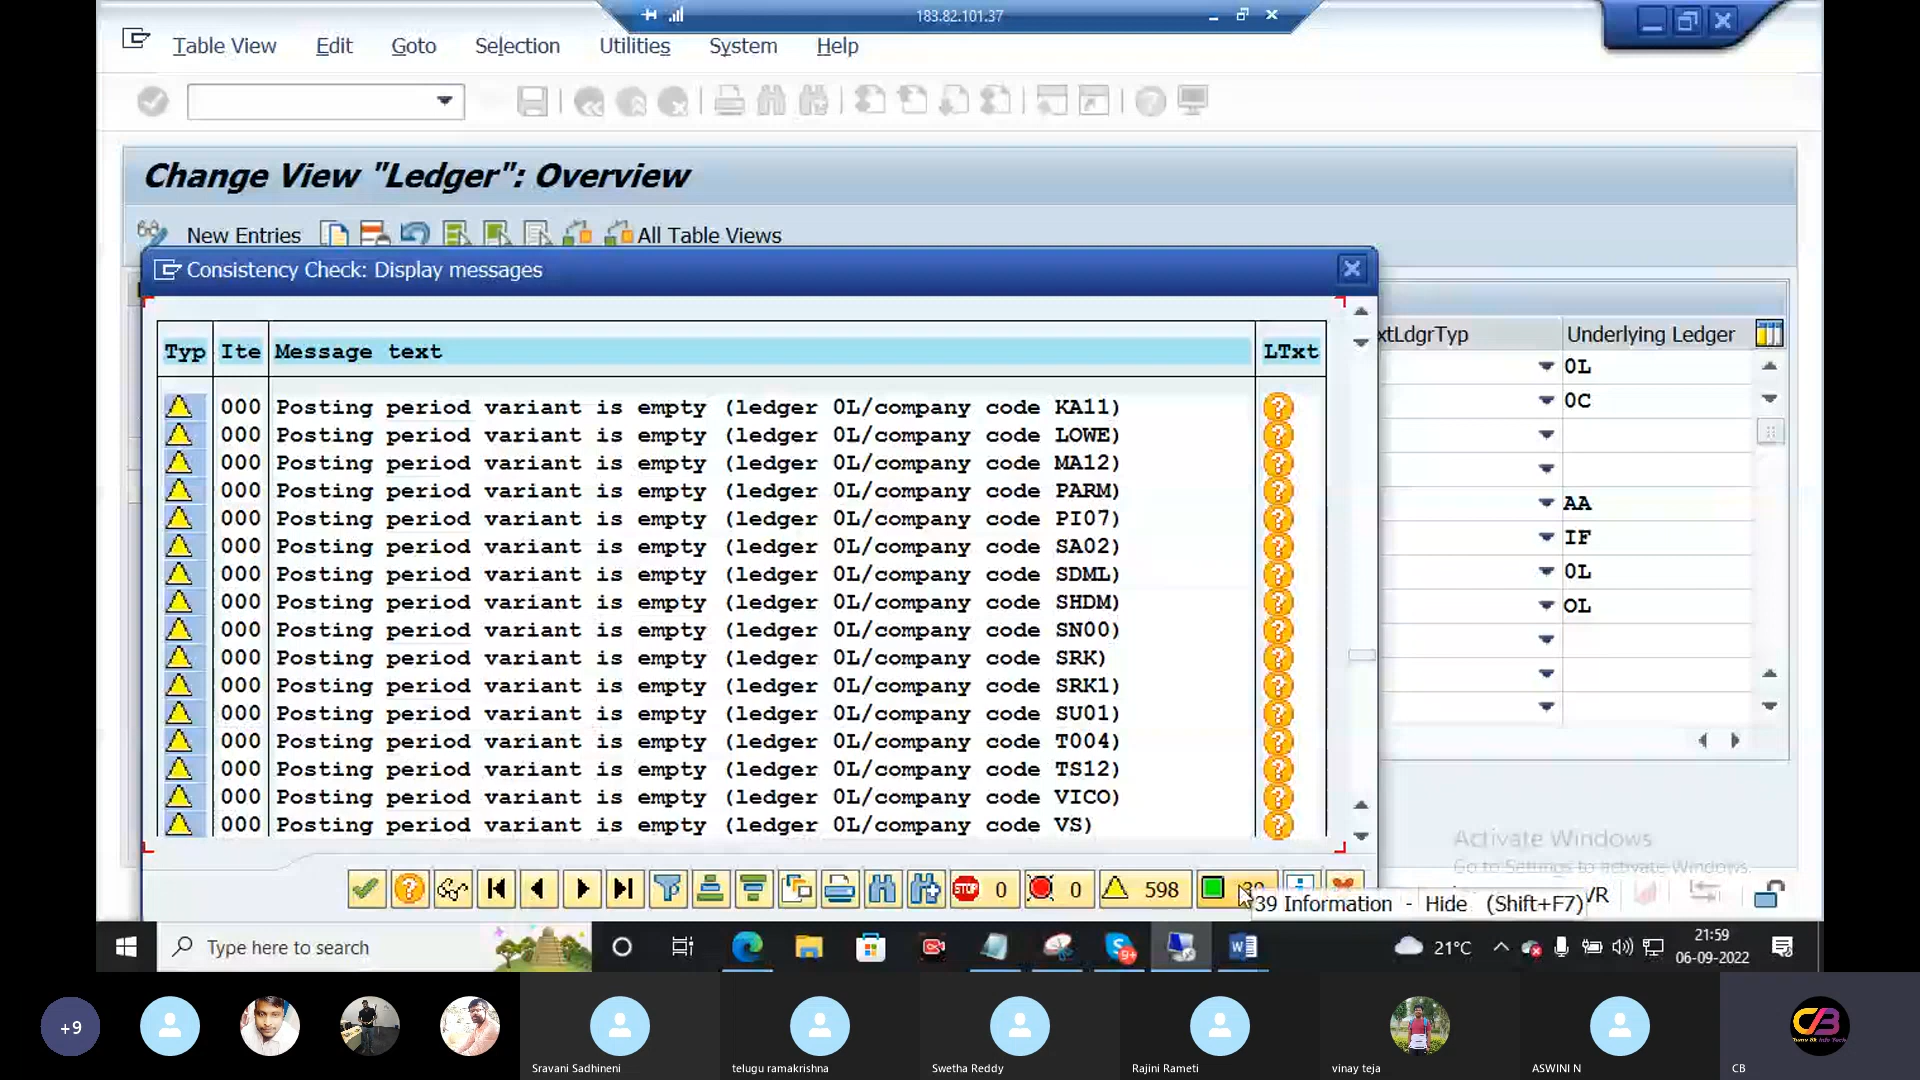 183.82.101.37
Table View Edit Goto Selection Utilities System Help
Change View "Ledger": Overview
New Entries All Table Views
Consistency Check: Display messages
xtLdgrTyp Underlying Ledger
Typ Ite Message text LTxt
000 Posting period variant is empty (ledger 0L/company code KA11)
000 Posting period variant is empty (ledger 0L/company code LOWE)
000 Posting period variant is empty (ledger 0L/company code MA12)
000 Posting period variant is empty (ledger 0L/company code PARM)
000 Posting period variant is empty (ledger 0L/company code PI07)
000 Posting period variant is empty (ledger 0L/company code SA02)
000 Posting period variant is empty (ledger 0L/company code SDML)
000 Posting period variant is empty (ledger 0L/company code SHDM)
000 Posting period variant is empty (ledger 0L/company code SN00)
000 Posting period variant is empty (ledger 0L/company code SRK)
000 Posting period variant is empty (ledger 0L/company code SRK1)
000 Posting period variant is empty (ledger 0L/company code SU01)
000 Posting period variant is empty (ledger 0L/company code T004)
000 Posting period variant is empty (ledger 0L/company code TS12)
000 Posting period variant is empty (ledger 0L/company code VICO)
000 Posting period variant is empty (ledger 0L/company code VS)
0L
0C
AA
IF
0L
OL
Activate Windows
Go to Settings to activate Windows.
STOP 0 0 598
39 Information - Hide (Shift+F7)
VR
Type here to search
21°C
21:59
06-09-2022
9+
+9
Sravani Sadhineni
telugu ramakrishna
Swetha Reddy
Rajini Rameti
vinay teja
ASWINI N
CB